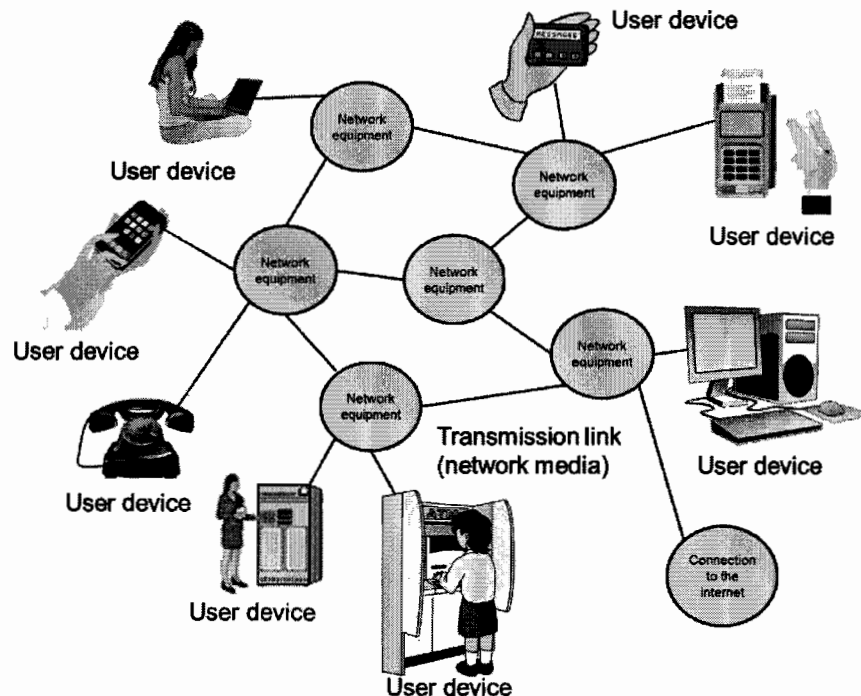 User device
MESSAGES
Network
equipment
User device
Network
equipment
User device
Network
equipment
Network
equipment
User device
Network
equipment
Network
equipment
Transmission link
(network media)
User device
User device
ATM
Connection
to the
internet
User device
User device